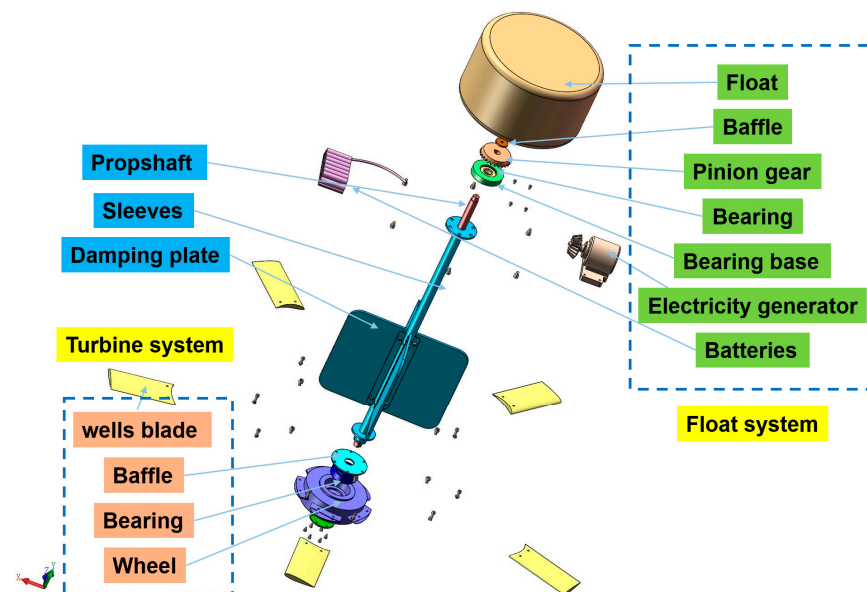 Float
Baffle
Pinion gear
Bearing
Bearing base
Electricity generator
Batteries
Float system
Propshaft
Sleeves
Damping plate
Turbine system
wells blade
Baffle
Bearing
Wheel
X
Y
Z